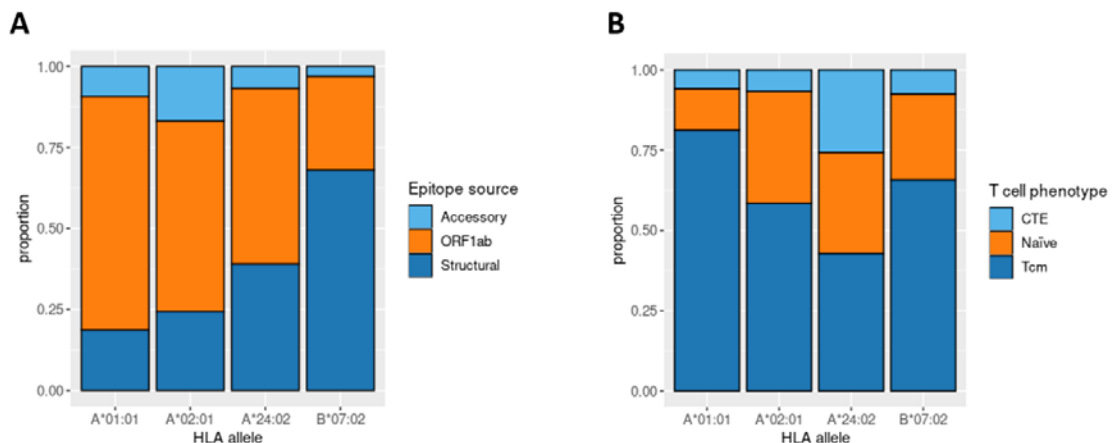 A
proportion
1.00
0.75
0.50
0.25
0.00
A*01:01 A*02:01 A*24:02 B*07:02
HLA allele
Epitope source
Accessory
ORF1ab
Structural
B
proportion
1.00
0.75
0.50
0.25
0.00
A*01:01 A*02:01 A*24:02 B*07:02
HLA allele
T cell phenotype
CTE
Naïve
Tcm